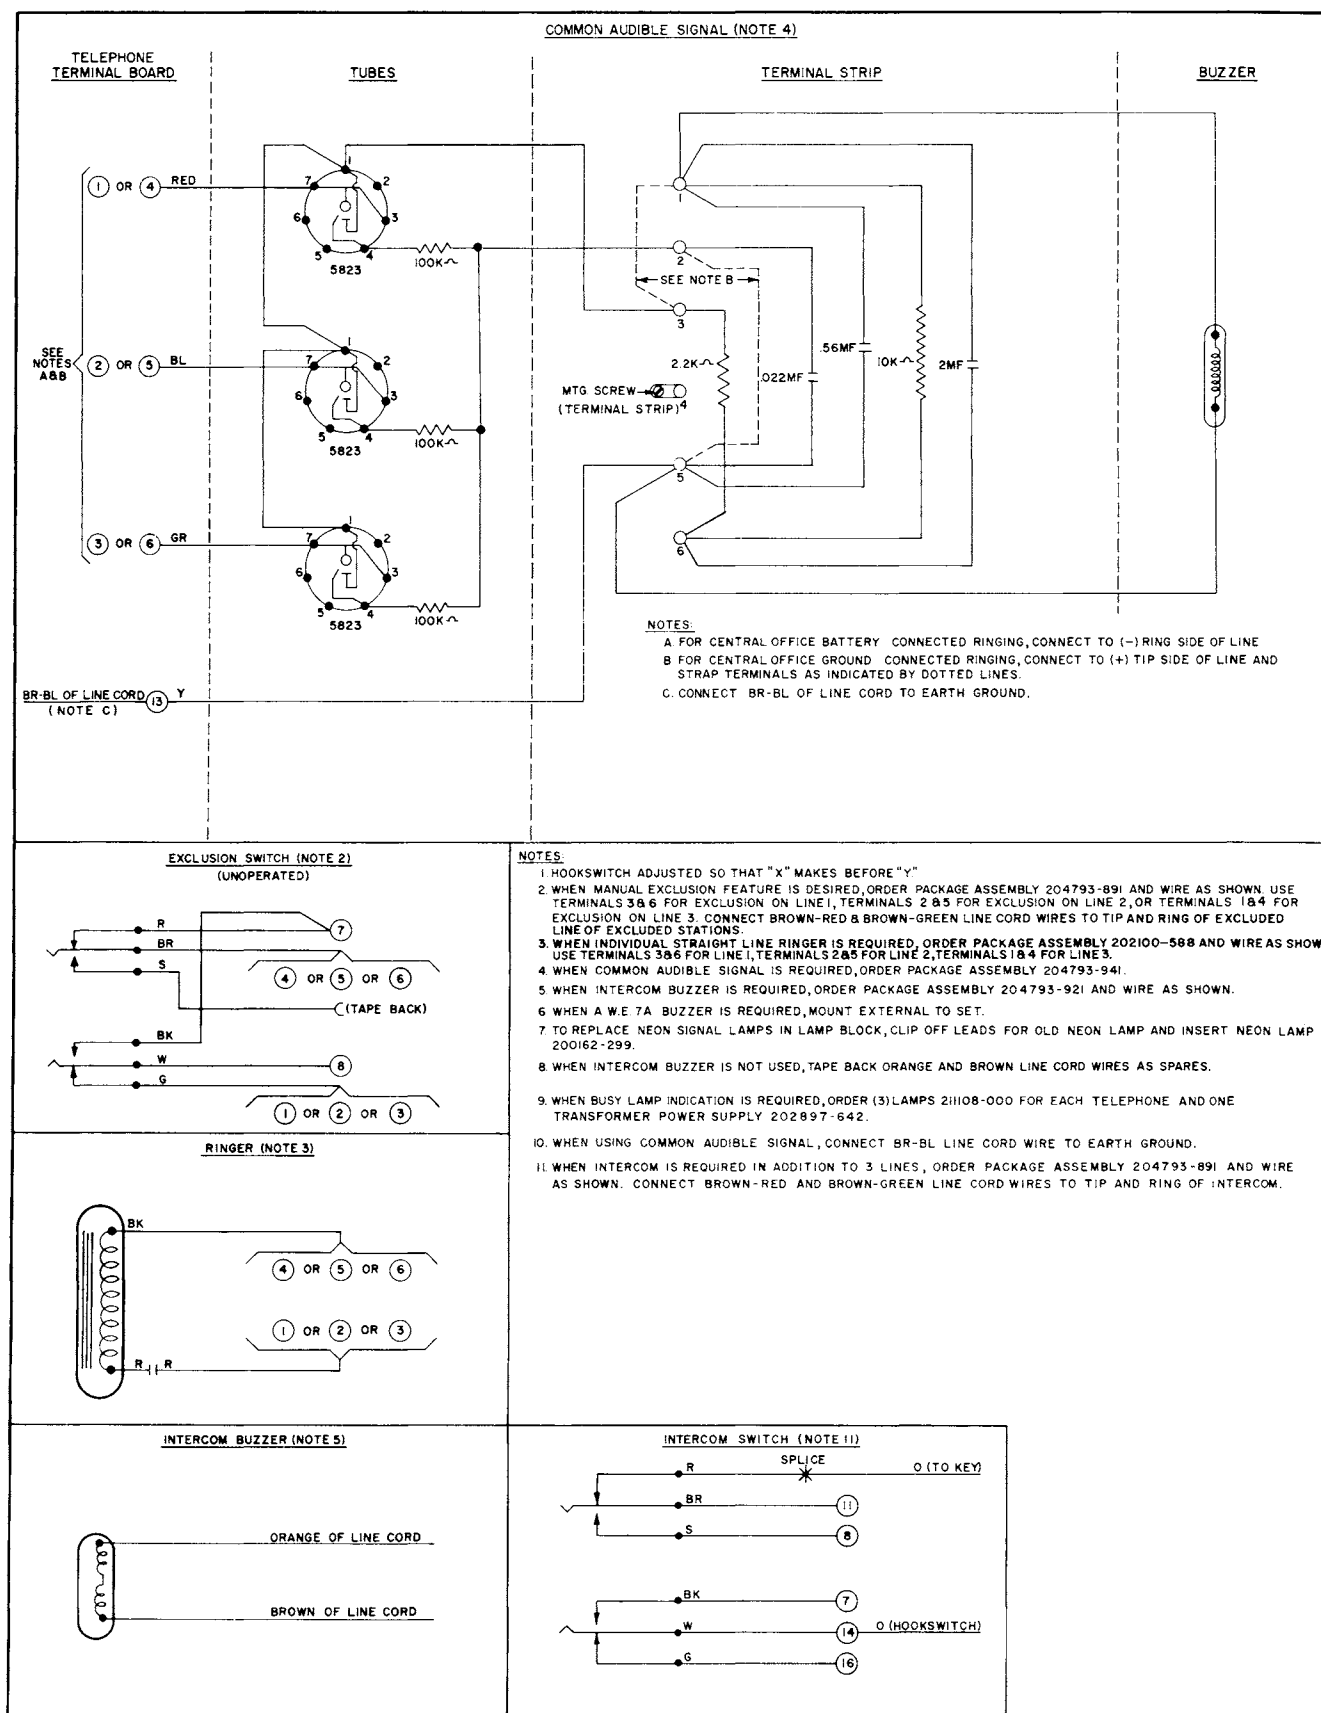 COMMON AUDIBLE SIGNAL (NOTE 4)
TELEPHONE
TERMINAL BOARD
TUBES
TERMINAL STRIP
BUZZER
1 OR 4 RED
1
7
2
6
3
5
4
5823
100K
2
SEE NOTE B
3
SEE
NOTES
A&B
2 OR 5 BL
1
7
2
6
3
5
4
5823
100K
2.2K
.022MF
.56MF
10K
2MF
MTG. SCREW
(TERMINAL STRIP)
4
5
6
3 OR 6 GR
1
7
2
6
3
5
4
5823
100K
BR-BL OF LINE CORD 13 Y
(NOTE C)
NOTES:
A. FOR CENTRAL OFFICE BATTERY CONNECTED RINGING, CONNECT TO (-) RING SIDE OF LINE
B FOR CENTRAL OFFICE GROUND CONNECTED RINGING, CONNECT TO (+) TIP SIDE OF LINE AND
STRAP TERMINALS AS INDICATED BY DOTTED LINES.
C. CONNECT BR-BL OF LINE CORD TO EARTH GROUND.
EXCLUSION SWITCH (NOTE 2)
(UNOPERATED)
R
7
BR
S
4 OR 5 OR 6
(TAPE BACK)
BK
W
8
G
1 OR 2 OR 3
NOTES:
1. HOOKSWITCH ADJUSTED SO THAT "X" MAKES BEFORE "Y."
2. WHEN MANUAL EXCLUSION FEATURE IS DESIRED, ORDER PACKAGE ASSEMBLY 204793-891 AND WIRE AS SHOWN. USE
TERMINALS 3&6 FOR EXCLUSION ON LINE 1, TERMINALS 2 &5 FOR EXCLUSION ON LINE 2, OR TERMINALS 1&4 FOR
EXCLUSION ON LINE 3. CONNECT BROWN-RED & BROWN-GREEN LINE CORD WIRES TO TIP AND RING OF EXCLUDED
LINE OF EXCLUDED STATIONS.
3. WHEN INDIVIDUAL STRAIGHT LINE RINGER IS REQUIRED, ORDER PACKAGE ASSEMBLY 202100-588 AND WIRE AS SHOW
USE TERMINALS 3&6 FOR LINE 1, TERMINALS 2&5 FOR LINE 2, TERMINALS 1&4 FOR LINE 3.
4. WHEN COMMON AUDIBLE SIGNAL IS REQUIRED, ORDER PACKAGE ASSEMBLY 204793-941.
5 WHEN INTERCOM BUZZER IS REQUIRED, ORDER PACKAGE ASSEMBLY 204793-921 AND WIRE AS SHOWN.
6 WHEN A W.E. 7A BUZZER IS REQUIRED, MOUNT EXTERNAL TO SET.
7 TO REPLACE NEON SIGNAL LAMPS IN LAMP BLOCK, CLIP OFF LEADS FOR OLD NEON LAMP AND INSERT NEON LAMP
200162-299.
8. WHEN INTERCOM BUZZER IS NOT USED, TAPE BACK ORANGE AND BROWN LINE CORD WIRES AS SPARES.
9. WHEN BUSY LAMP INDICATION IS REQUIRED, ORDER (3) LAMPS 211108-000 FOR EACH TELEPHONE AND ONE
TRANSFORMER POWER SUPPLY 202897-642.
10. WHEN USING COMMON AUDIBLE SIGNAL, CONNECT BR-BL LINE CORD WIRE TO EARTH GROUND.
11. WHEN INTERCOM IS REQUIRED IN ADDITION TO 3 LINES, ORDER PACKAGE ASSEMBLY 204793-891 AND WIRE
AS SHOWN. CONNECT BROWN-RED AND BROWN-GREEN LINE CORD WIRES TO TIP AND RING OF INTERCOM.
RINGER (NOTE 3)
BK
4 OR 5 OR 6
1 OR 2 OR 3
R R
INTERCOM BUZZER (NOTE 5)
ORANGE OF LINE CORD
BROWN OF LINE CORD
INTERCOM SWITCH (NOTE 11)
R SPLICE O (TO KEY)
BR 11
S 8
BK 7
W 14 O (HOOKSWITCH)
G 16